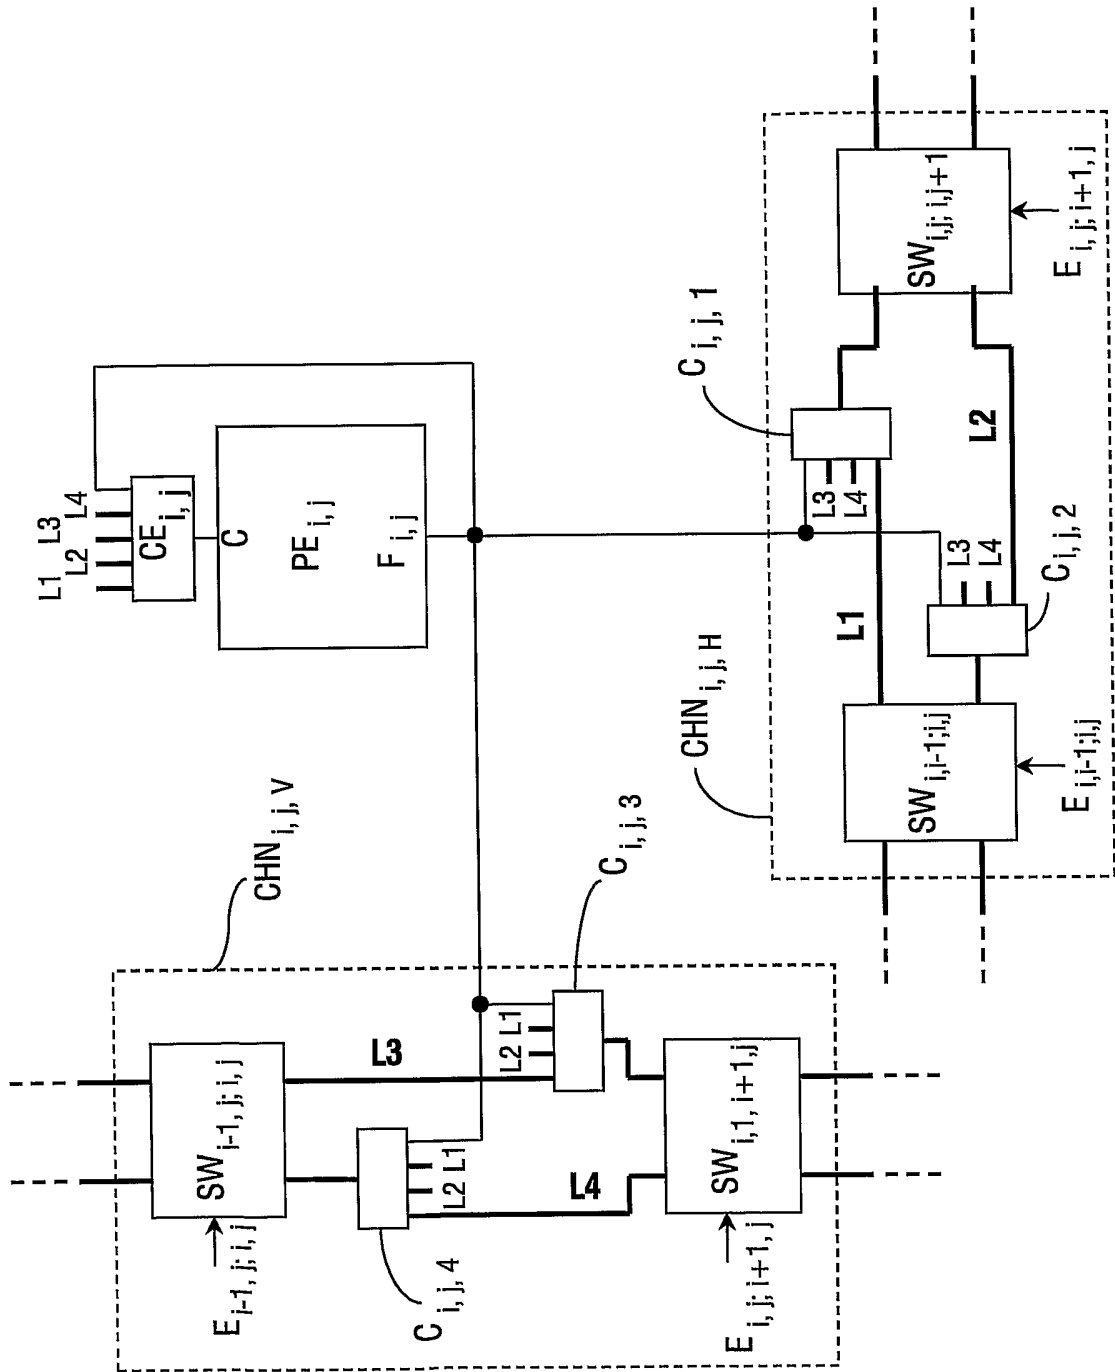 L1
L2
L3
L4
CE i, j
C
PE i, j
F i, j
CHN i, j, V
SW i-1, j; i, j
E i-1, j; i, j
L3
L2
L1
C i, j, 3
L2
L1
C i, j, 4
L4
SW i,1, i+1,j
E i,j; i+1, j
CHN i, j, H
C i, j, 1
L3
L4
L1
SW i,i-1;i,j
E i,i-1;i,j
L3
L4
C i, j, 2
L2
SW i,j; i,j+1
E i, j; i+1, j